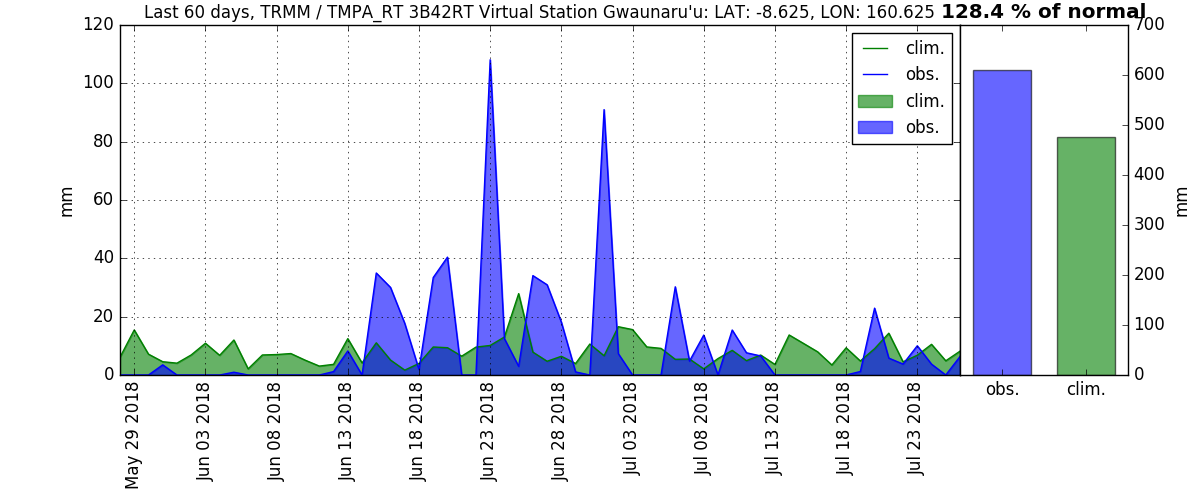 Last 60 days, TRMM / TMPA_RT 3B42RT Virtual Station Gwaunaru'u: LAT: -8.625, LON: 160.625 128.4 % of normal
120
100
80
60
40
20
0
mm
clim.
obs.
clim.
obs.
May 29 2018
Jun 03 2018
Jun 08 2018
Jun 13 2018
Jun 18 2018
Jun 23 2018
Jun 28 2018
Jul 03 2018
Jul 08 2018
Jul 13 2018
Jul 18 2018
Jul 23 2018
700
600
500
400
300
200
100
0
mm
obs.
clim.